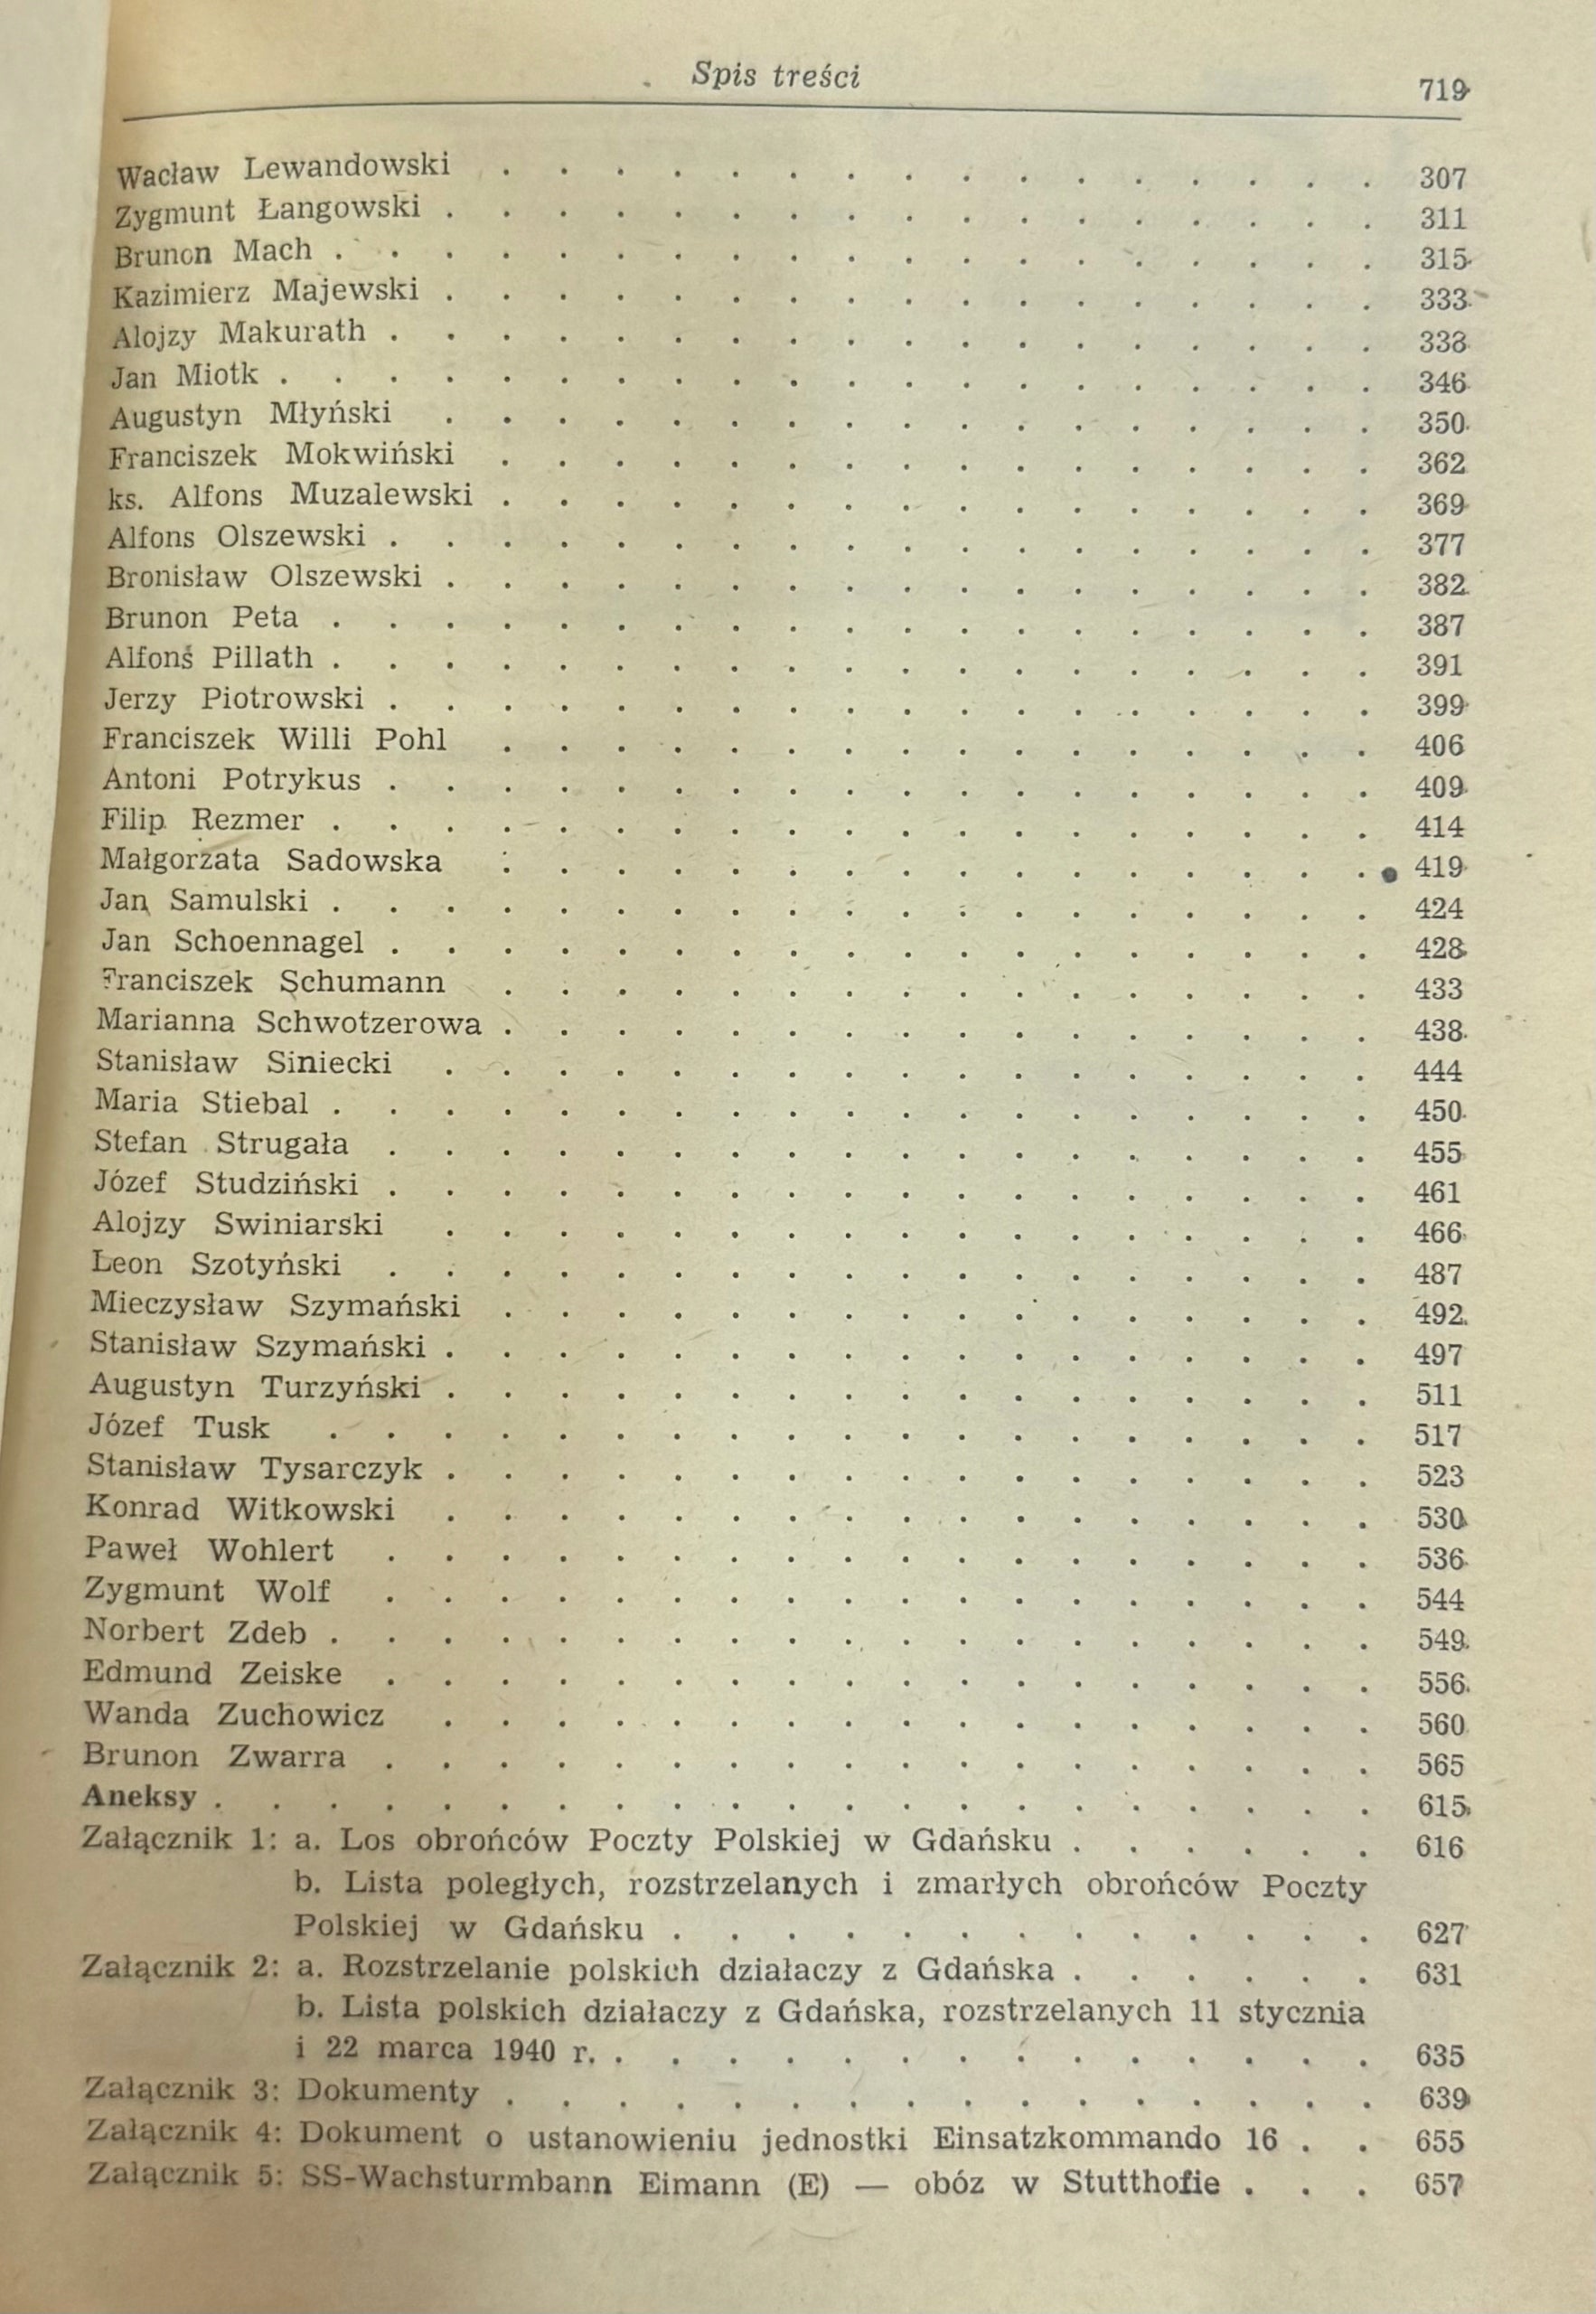 Spis treści 719
Wacław Lewandowski . . . . . . . . . . . . . . . . 307
Zygmunt Łangowski . . . . . . . . . . . . . . . . . 311
Brunon Mach . . . . . . . . . . . . . . . . . . . 315
Kazimierz Majewski . . . . . . . . . . . . . . . . . 333
Alojzy Makurath . . . . . . . . . . . . . . . . . . 338
Jan Miotk . . . . . . . . . . . . . . . . . . . . 346
Augustyn Młyński . . . . . . . . . . . . . . . . . 350
Franciszek Mokwiński . . . . . . . . . . . . . . . . 362
ks. Alfons Muzalewski . . . . . . . . . . . . . . . . 369
Alfons Olszewski . . . . . . . . . . . . . . . . . . 377
Bronisław Olszewski . . . . . . . . . . . . . . . . . 382
Brunon Peta . . . . . . . . . . . . . . . . . . . 387
Alfons Pillath . . . . . . . . . . . . . . . . . . . 391
Jerzy Piotrowski . . . . . . . . . . . . . . . . . . 399
Franciszek Willi Pohl . . . . . . . . . . . . . . . . 406
Antoni Potrykus . . . . . . . . . . . . . . . . . . 409
Filip Rezmer . . . . . . . . . . . . . . . . . . . 414
Małgorzata Sadowska . . . . . . . . . . . . . . . . 419
Jan Samulski . . . . . . . . . . . . . . . . . . . 424
Jan Schoennagel . . . . . . . . . . . . . . . . . . 428
Franciszek Schumann . . . . . . . . . . . . . . . . 433
Marianna Schwotzerowa . . . . . . . . . . . . . . . . 438
Stanisław Siniecki . . . . . . . . . . . . . . . . . 444
Maria Stiebal . . . . . . . . . . . . . . . . . . . 450
Stefan Strugała . . . . . . . . . . . . . . . . . . 455
Józef Studziński . . . . . . . . . . . . . . . . . . 461
Alojzy Swiniarski . . . . . . . . . . . . . . . . . 466
Leon Szotyński . . . . . . . . . . . . . . . . . . 487
Mieczysław Szymański . . . . . . . . . . . . . . . . 492
Stanisław Szymański . . . . . . . . . . . . . . . . . 497
Augustyn Turzyński . . . . . . . . . . . . . . . . . 511
Józef Tusk . . . . . . . . . . . . . . . . . . . 517
Stanisław Tysarczyk . . . . . . . . . . . . . . . . . 523
Konrad Witkowski . . . . . . . . . . . . . . . . . 530
Paweł Wohlert . . . . . . . . . . . . . . . . . . 536
Zygmunt Wolf . . . . . . . . . . . . . . . . . . 544
Norbert Zdeb . . . . . . . . . . . . . . . . . . . 549
Edmund Zeiske . . . . . . . . . . . . . . . . . . 556
Wanda Zuchowicz . . . . . . . . . . . . . . . . . 560
Brunon Zwarra . . . . . . . . . . . . . . . . . . 565
Aneksy . . . . . . . . . . . . . . . . . . . . . 615
Załącznik 1: a. Los obrońców Poczty Polskiej w Gdańsku . . . . . . 616
b. Lista poległych, rozstrzelanych i zmarłych obrońców Poczty
Polskiej w Gdańsku . . . . . . . . . . . . . 627
Załącznik 2: a. Rozstrzelanie polskich działaczy z Gdańska . . . . . . 631
b. Lista polskich działaczy z Gdańska, rozstrzelanych 11 stycznia
i 22 marca 1940 r. . . . . . . . . . . . . . . 635
Załącznik 3: Dokumenty . . . . . . . . . . . . . . . . 639
Załącznik 4: Dokument o ustanowieniu jednostki Einsatzkommando 16 . . 655
Załącznik 5: SS-Wachsturmbann Eimann (E) — obóz w Stutthofie . . . 657